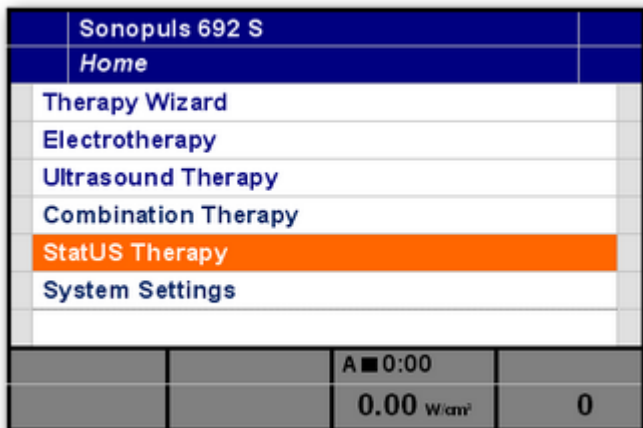 Sonopuls 692 S
Home
Therapy Wizard
Electrotherapy
Ultrasound Therapy
Combination Therapy
StatUS Therapy
System Settings
A ■ 0:00
0.00 W/cm² 0